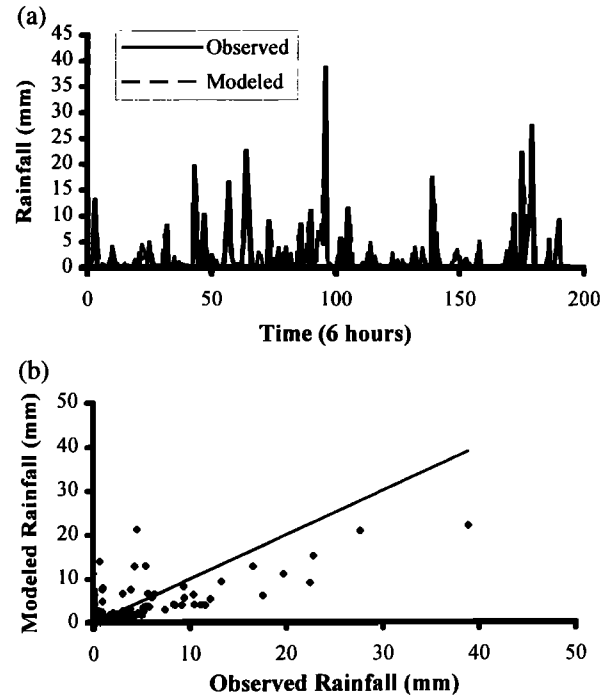 (a)
45
40
35
30
25
20
15
10
5
0
Rainfall (mm)
Observed
Modeled
0 50 100 150 200
Time (6 hours)
(b)
50
40
30
20
10
0
Modeled Rainfall (mm)
0 10 20 30 40 50
Observed Rainfall (mm)